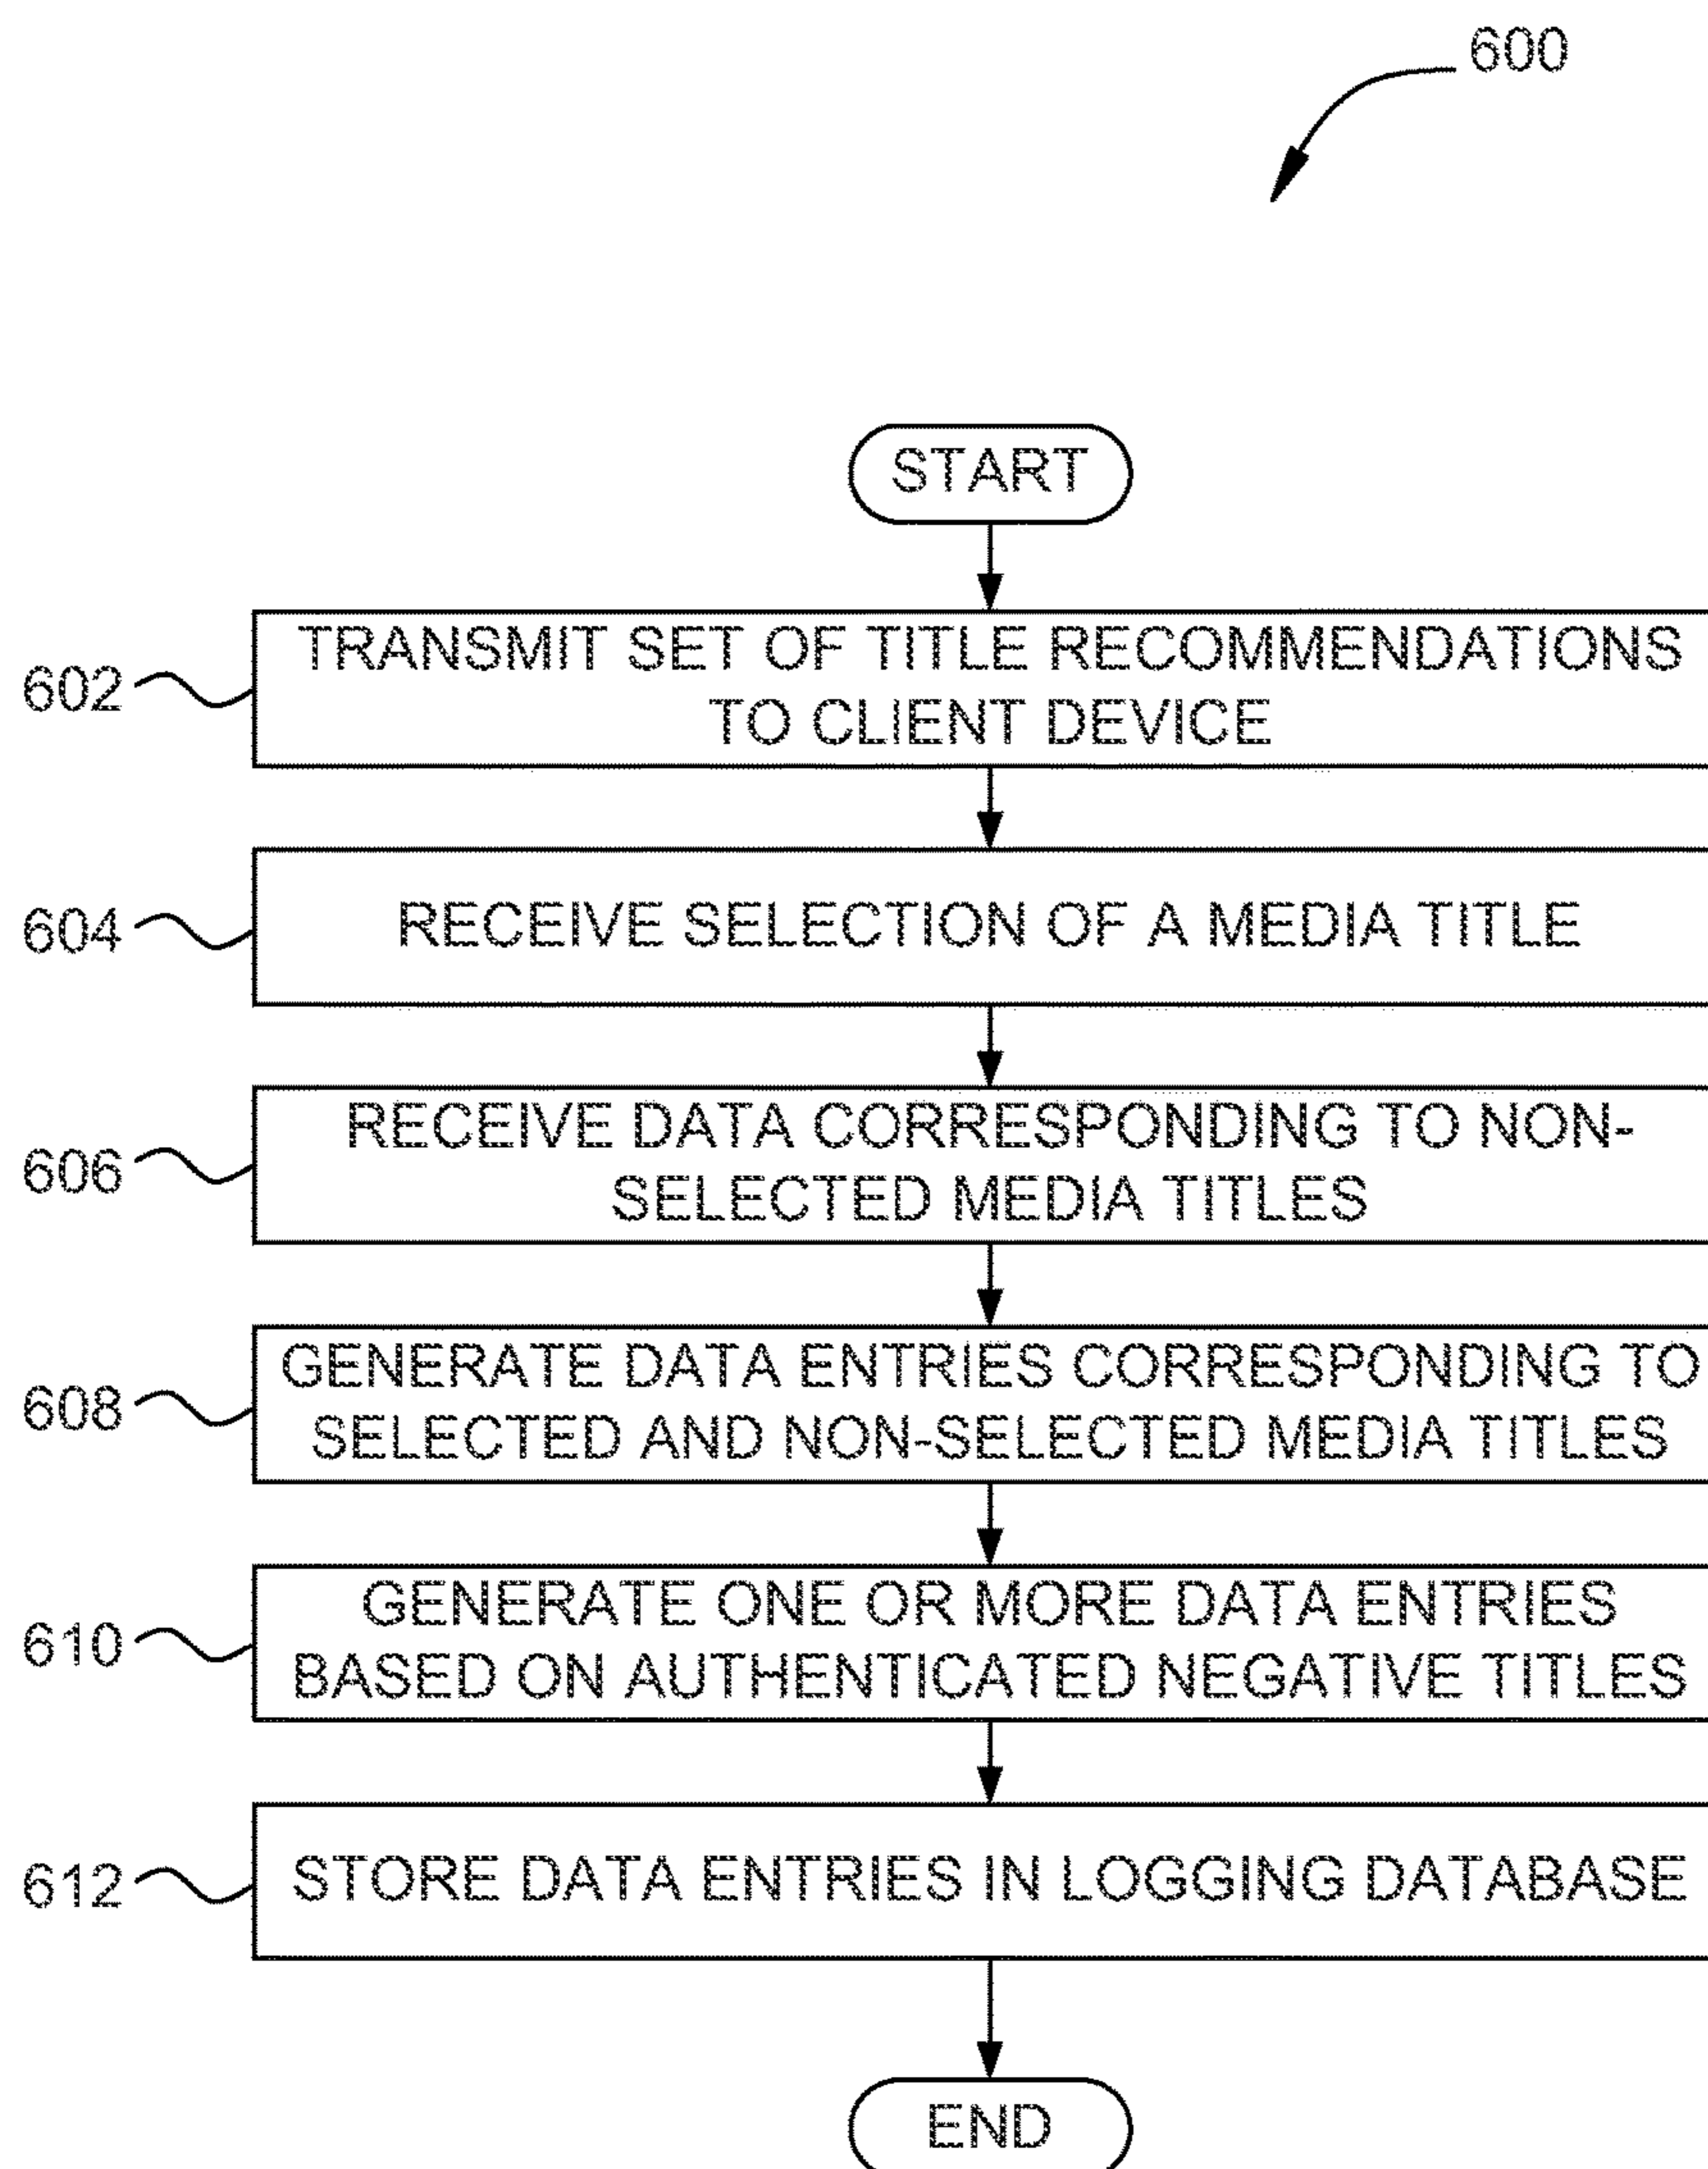 600
START
602
TRANSMIT SET OF TITLE RECOMMENDATIONS
TO CLIENT DEVICE
604
RECEIVE SELECTION OF A MEDIA TITLE
606
RECEIVE DATA CORRESPONDING TO NON-
SELECTED MEDIA TITLES
608
GENERATE DATA ENTRIES CORRESPONDING TO
SELECTED AND NON-SELECTED MEDIA TITLES
610
GENERATE ONE OR MORE DATA ENTRIES
BASED ON AUTHENTICATED NEGATIVE TITLES
612
STORE DATA ENTRIES IN LOGGING DATABASE
END